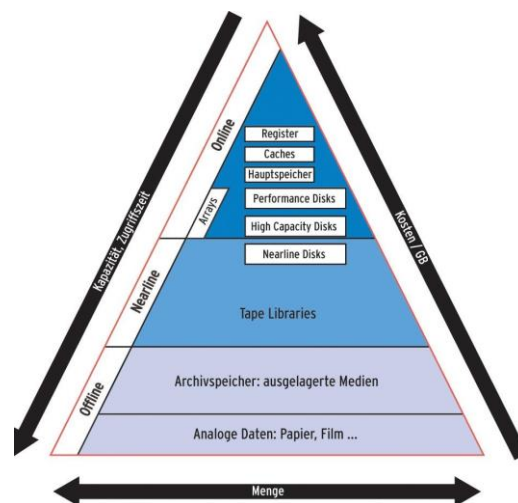 Kapazität, Zugriffszeit
Kosten / GB
Online
Register
Caches
Hauptspeicher
Arrays
Performance Disks
High Capacity Disks
Nearline
Nearline Disks
Tape Libraries
Offline
Archivspeicher: ausgelagerte Medien
Analoge Daten: Papier, Film ...
Menge